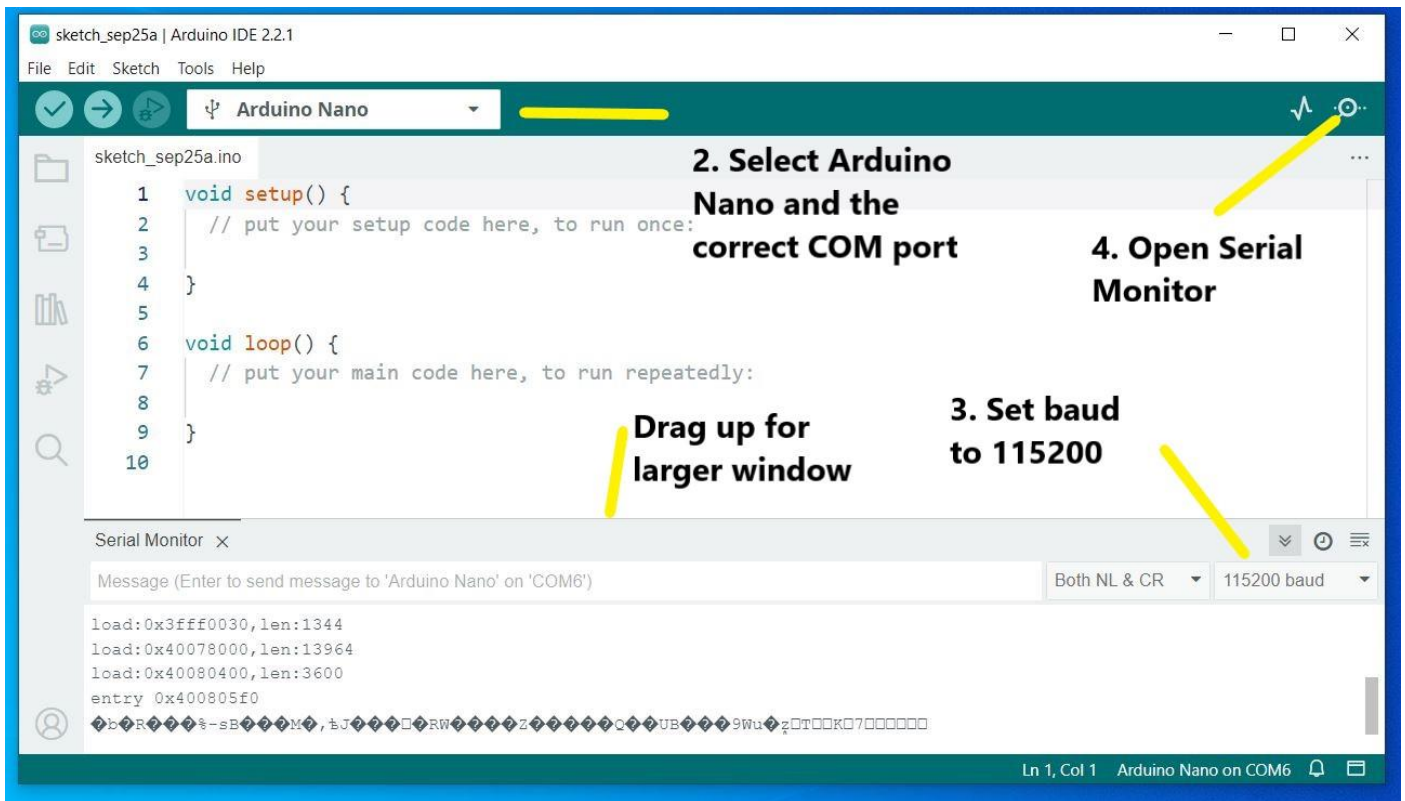 sketch_sep25a | Arduino IDE 2.2.1
File Edit Sketch Tools Help
Arduino Nano
sketch_sep25a.ino
...
1 void setup() {
2 // put your setup code here, to run once:
3
4 }
5
6 void loop() {
7 // put your main code here, to run repeatedly:
8
9 }
10
2. Select Arduino
Nano and the
correct COM port
4. Open Serial
Monitor
Drag up for
larger window
3. Set baud
to 115200
Serial Monitor
Message (Enter to send message to 'Arduino Nano' on 'COM6')
Both NL & CR
115200 baud
load:0x3fff0030,len:1344
load:0x40078000,len:13964
load:0x40080400,len:3600
entry 0x400805f0
Ln 1, Col 1 Arduino Nano on COM6